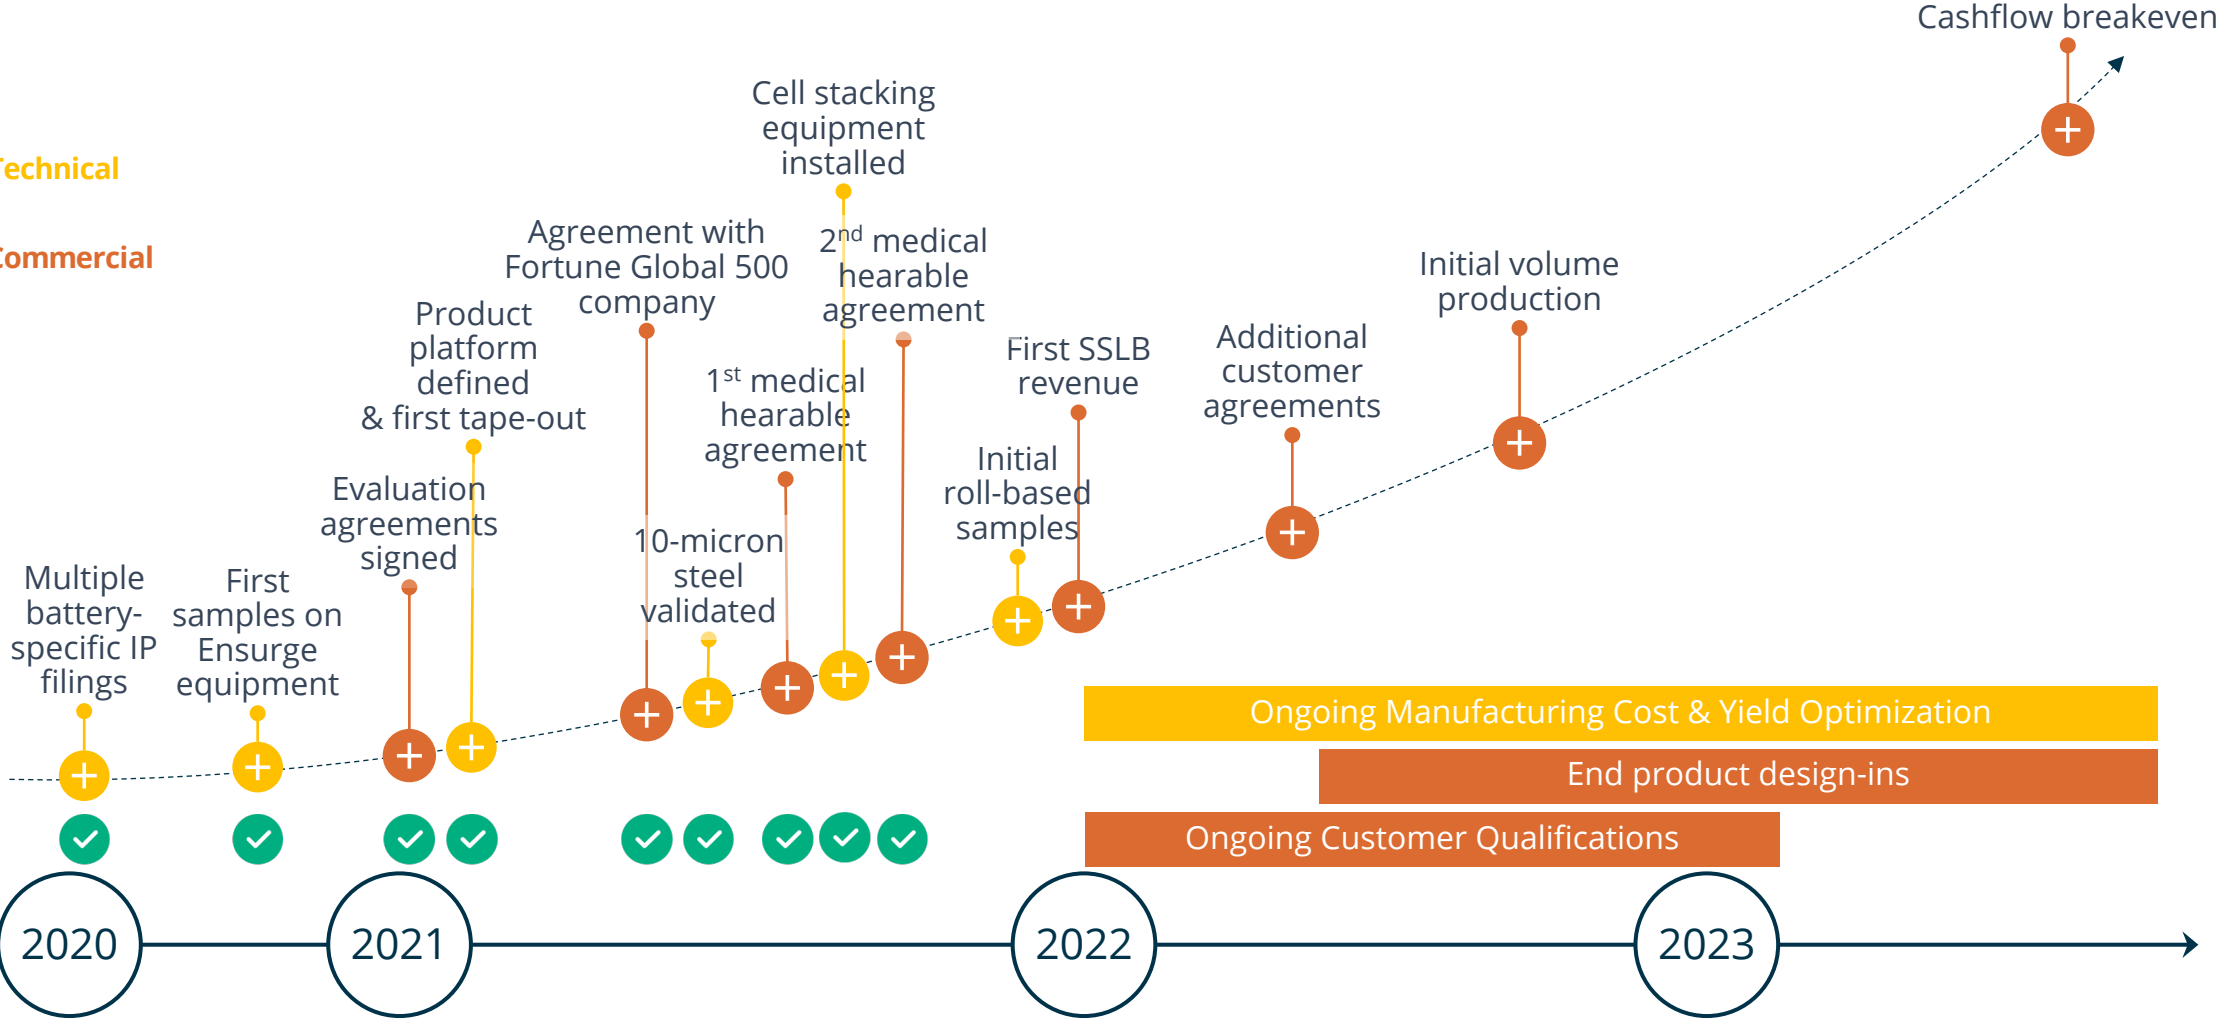 Cashflow breakeven
Cell stacking
equipment
installed
Technical
Commercial
Agreement with
Fortune Global 500
company
2nd medical
hearable
agreement
Initial volume
production
Product
platform
defined
& first tape-out
First SSLB
revenue
Additional
customer
agreements
1st medical
hearable
agreement
Initial
roll-based
samples
Evaluation
agreements
signed
10-micron
steel
validated
Multiple
battery-
specific IP
filings
First
samples on
Ensurge
equipment
Ongoing Manufacturing Cost & Yield Optimization
End product design-ins
Ongoing Customer Qualifications
2020
2021
2022
2023